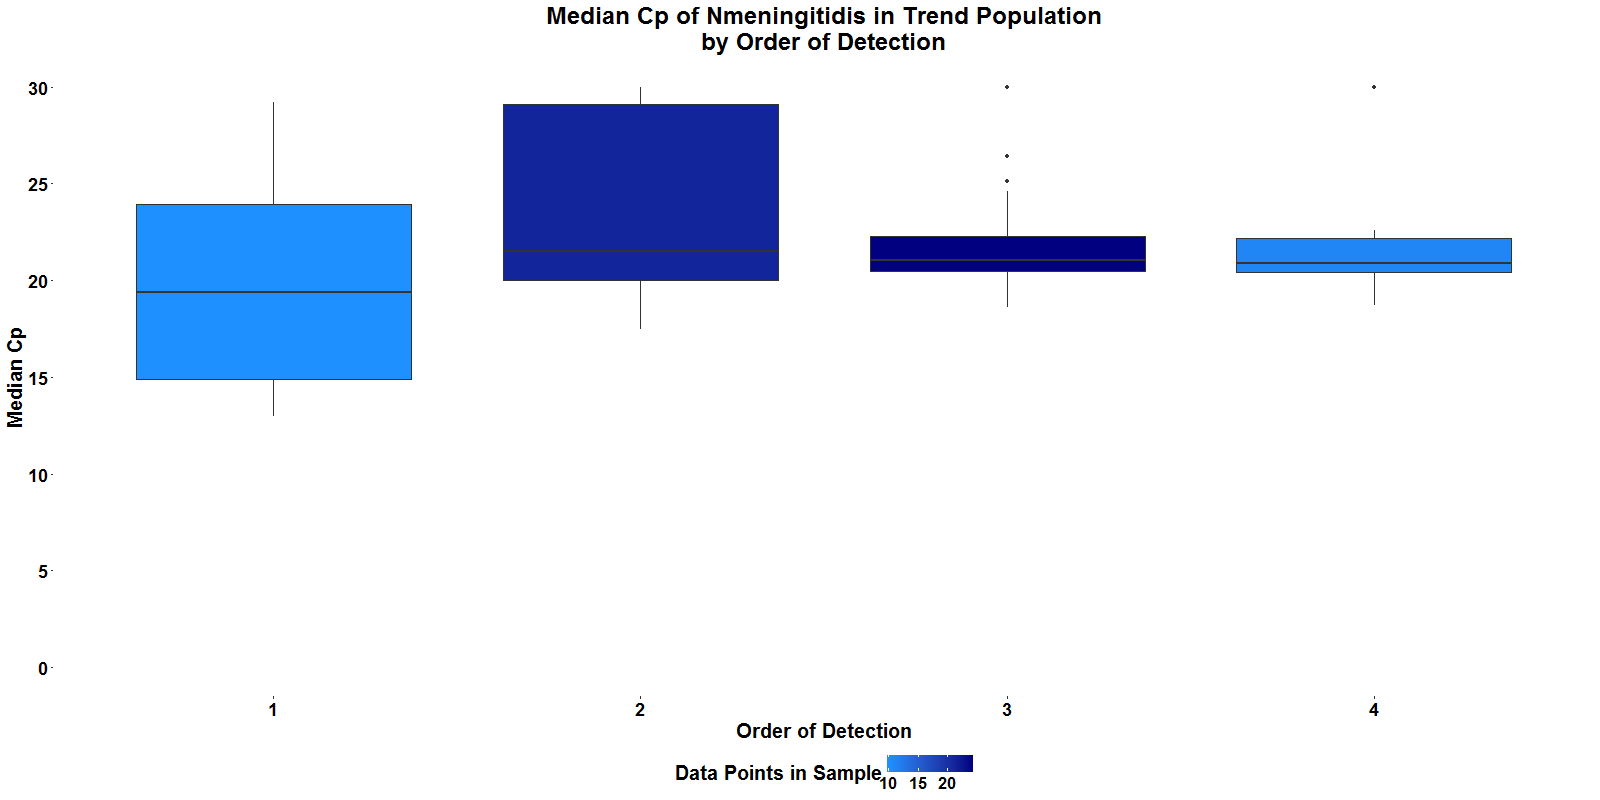 Median Cp of Nmeningitidis in Trend Population
by Order of Detection
Median Cp
30
25
20
15
10
5
0
1 2 3 4
Order of Detection
Data Points in Sample
10 15 20